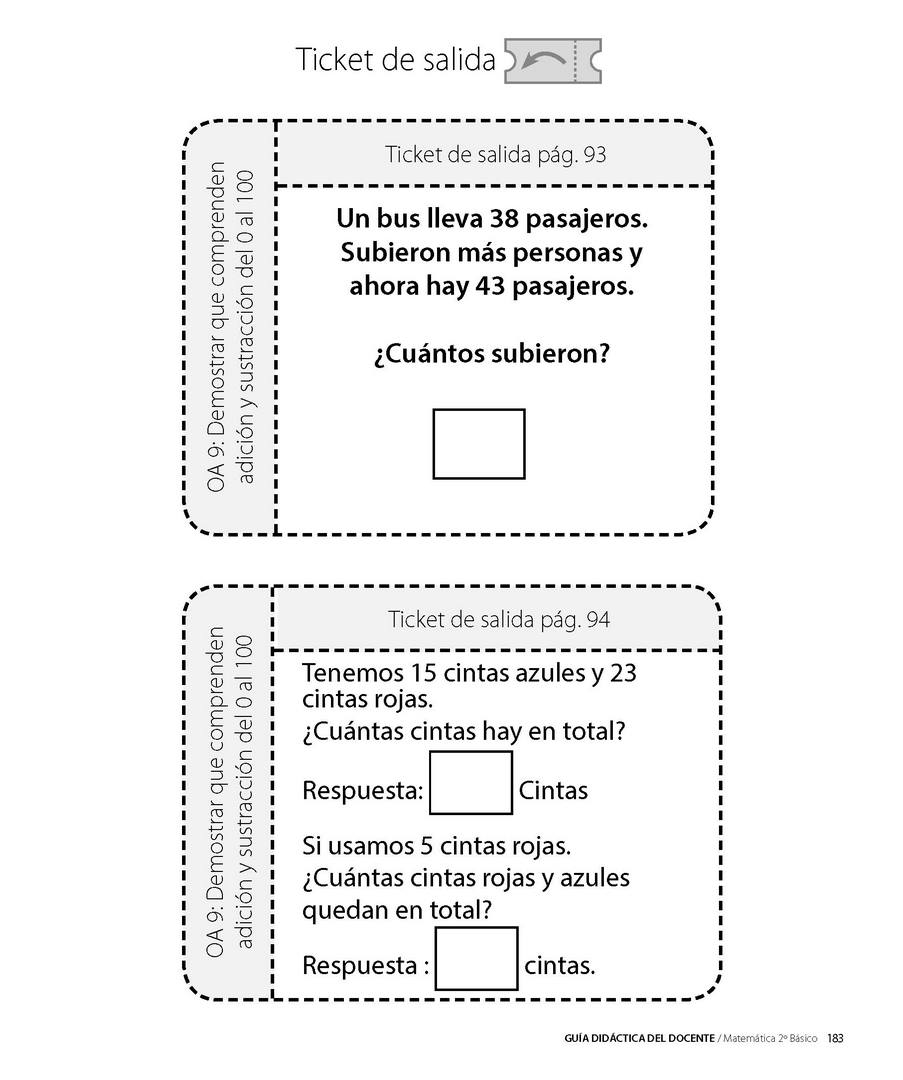 Ticket de salida
OA 9: Demostrar que comprenden
adición y sustracción del 0 al 100
Ticket de salida pág. 93
Un bus lleva 38 pasajeros.
Subieron más personas y
ahora hay 43 pasajeros.
¿Cuántos subieron?
OA 9: Demostrar que comprenden
adición y sustracción del 0 al 100
Ticket de salida pág. 94
Tenemos 15 cintas azules y 23
cintas rojas.
¿Cuántas cintas hay en total?
Respuesta: Cintas
Si usamos 5 cintas rojas.
¿Cuántas cintas rojas y azules
quedan en total?
Respuesta : cintas.
GUÍA DIDÁCTICA DEL DOCENTE / Matemática 2º Básico 183